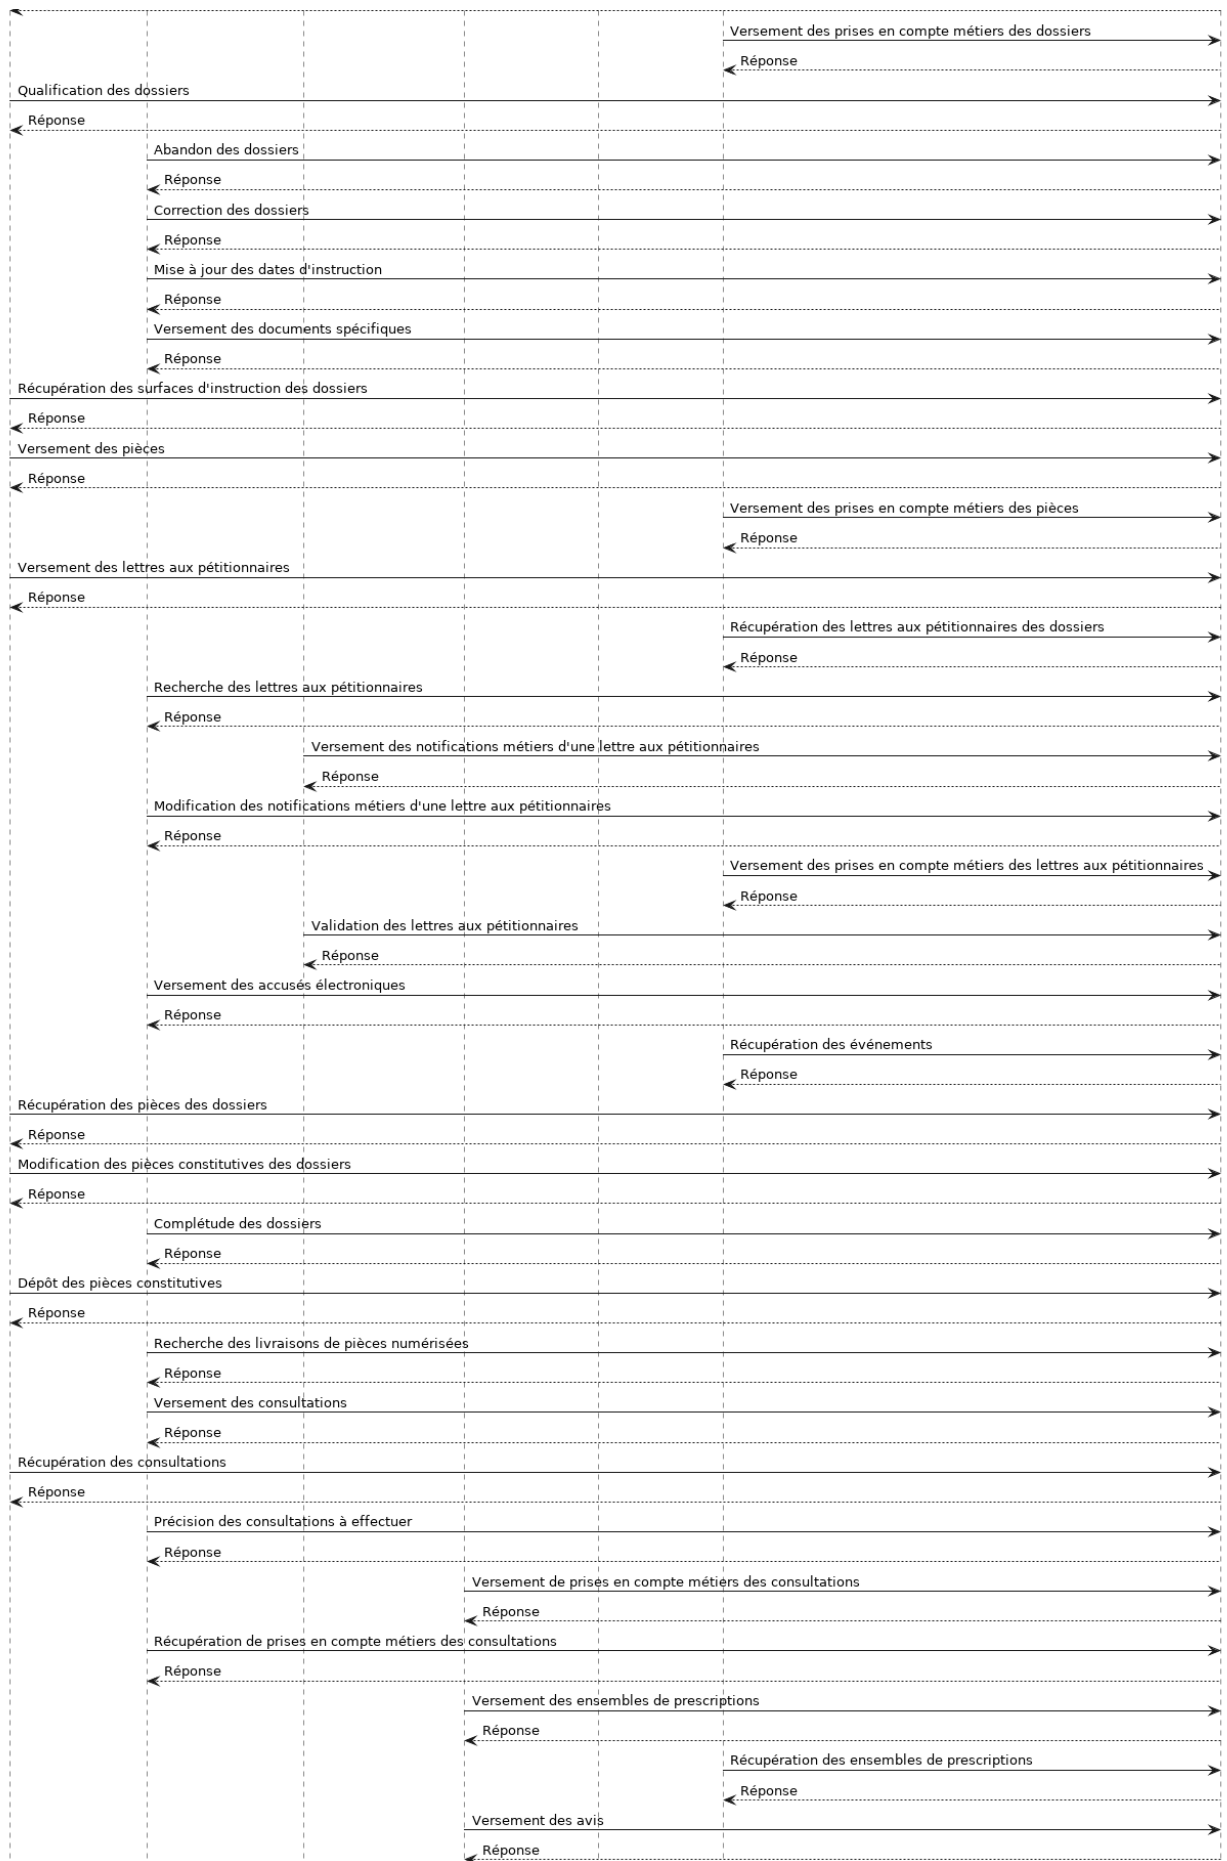 Versement des prises en compte métiers des dossiers
Réponse
Qualification des dossiers
Réponse
Abandon des dossiers
Réponse
Correction des dossiers
Réponse
Mise à jour des dates d'instruction
Réponse
Versement des documents spécifiques
Réponse
Récupération des surfaces d'instruction des dossiers
Réponse
Versement des pièces
Réponse
Versement des prises en compte métiers des pièces
Réponse
Versement des lettres aux pétitionnaires
Réponse
Récupération des lettres aux pétitionnaires des dossiers
Réponse
Recherche des lettres aux pétitionnaires
Réponse
Versement des notifications métiers d'une lettre aux pétitionnaires
Réponse
Modification des notifications métiers d'une lettre aux pétitionnaires
Réponse
Versement des prises en compte métiers des lettres aux pétitionnaires
Réponse
Validation des lettres aux pétitionnaires
Réponse
Versement des accusés électroniques
Réponse
Récupération des événements
Réponse
Récupération des pièces des dossiers
Réponse
Modification des pièces constitutives des dossiers
Réponse
Complétude des dossiers
Réponse
Dépôt des pièces constitutives
Réponse
Recherche des livraisons de pièces numérisées
Réponse
Versement des consultations
Réponse
Récupération des consultations
Réponse
Précision des consultations à effectuer
Réponse
Versement de prises en compte métiers des consultations
Réponse
Récupération de prises en compte métiers des consultations
Réponse
Versement des ensembles de prescriptions
Réponse
Récupération des ensembles de prescriptions
Réponse
Versement des avis
Réponse